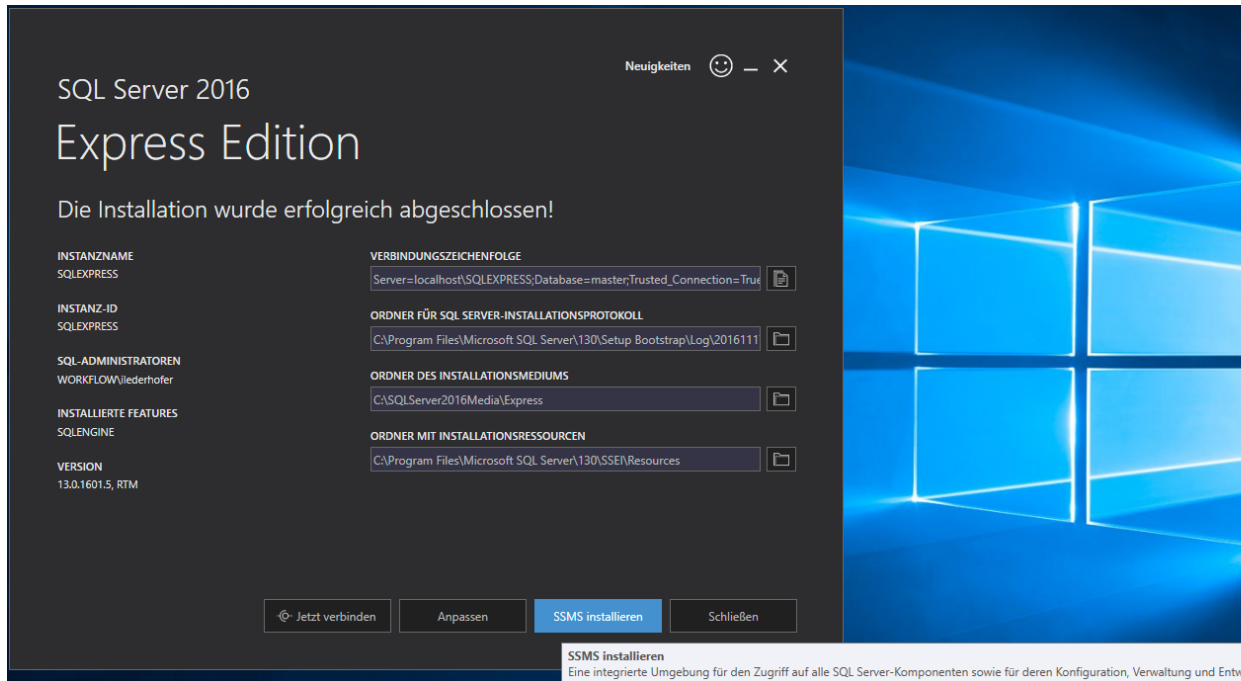 Neuigkeiten
SQL Server 2016
Express Edition
Die Installation wurde erfolgreich abgeschlossen!
INSTANZNAME
SQLEXPRESS
INSTANZ-ID
SQLEXPRESS
SQL-ADMINISTRATOREN
WORKFLOW\ilederhofer
INSTALLIERTE FEATURES
SQLENGINE
VERSION
13.0.1601.5, RTM
VERBINDUNGSZEICHENFOLGE
Server=localhost\SQLEXPRESS;Database=master;Trusted_Connection=True
ORDNER FÜR SQL SERVER-INSTALLATIONSPROTOKOLL
C:\Program Files\Microsoft SQL Server\130\Setup Bootstrap\Log\2016111
ORDNER DES INSTALLATIONSMEDIUMS
C:\SQLServer2016Media\Express
ORDNER MIT INSTALLATIONSRESSOURCEN
C:\Program Files\Microsoft SQL Server\130\SSEI\Resources
Jetzt verbinden
Anpassen
SSMS installieren
Schließen
SSMS installieren
Eine integrierte Umgebung für den Zugriff auf alle SQL Server-Komponenten sowie für deren Konfiguration, Verwaltung und Entw